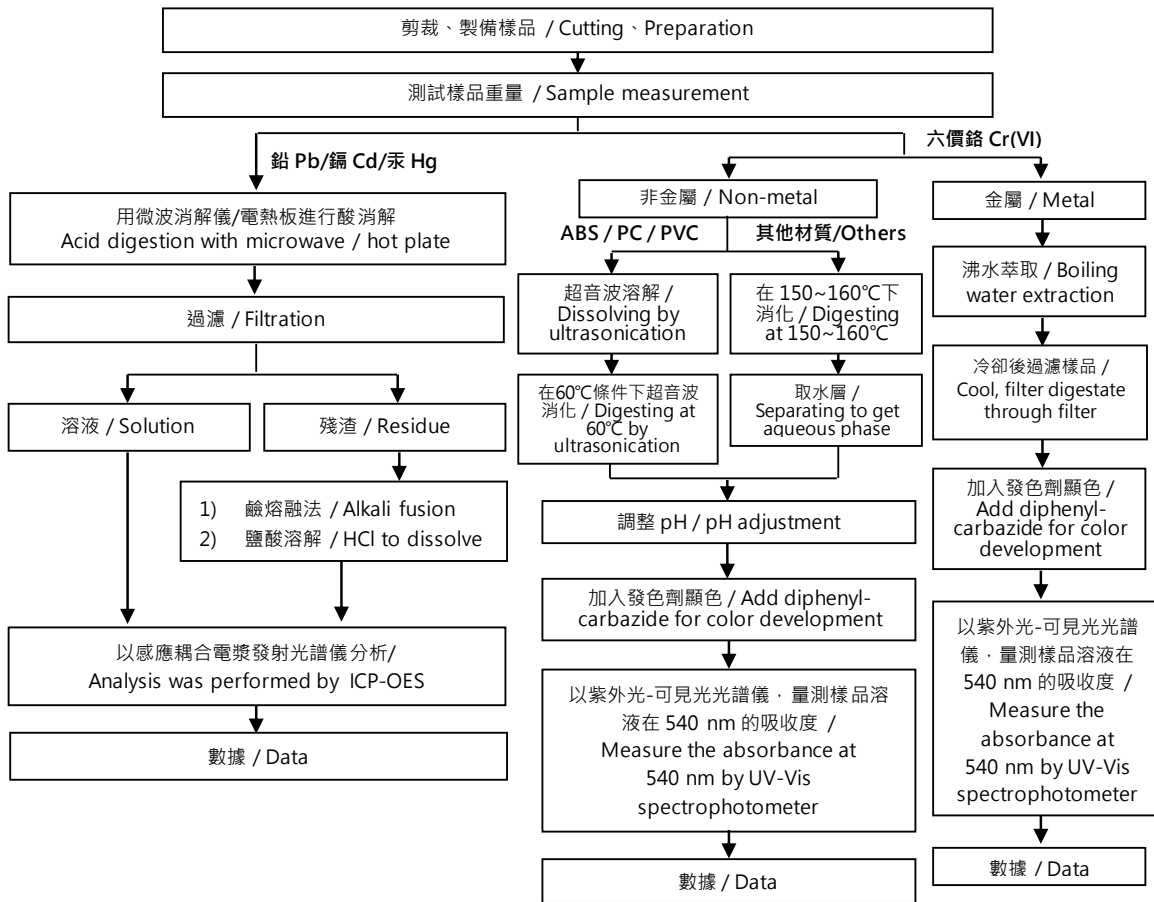 剪裁、製備樣品 / Cutting、Preparation
測試樣品重量 / Sample measurement
鉛 Pb/鎘 Cd/汞 Hg
用微波消解儀/電熱板進行酸消解
Acid digestion with microwave / hot plate
過濾 / Filtration
溶液 / Solution
殘渣 / Residue
1) 鹼熔融法 / Alkali fusion
2) 鹽酸溶解 / HCl to dissolve
以感應耦合電漿發射光譜儀分析/
Analysis was performed by ICP-OES
數據 / Data
六價鉻 Cr(VI)
非金屬 / Non-metal
ABS / PC / PVC
其他材質/Others
超音波溶解 /
Dissolving by
ultrasonication
在60℃條件下超音波
消化 / Digesting at
60℃ by
ultrasonication
在 150~160℃下
消化 / Digesting
at 150~160℃
取水層 /
Separating to get
aqueous phase
調整 pH / pH adjustment
加入發色劑顯色 / Add diphenyl-
carbazide for color development
以紫外光-可見光光譜儀，量測樣品溶
液在 540 nm 的吸收度 /
Measure the absorbance at
540 nm by UV-Vis
spectrophotometer
數據 / Data
金屬 / Metal
沸水萃取 / Boiling
water extraction
冷卻後過濾樣品 /
Cool, filter digestate
through filter
加入發色劑顯色 /
Add diphenyl-
carbazide for color
development
以紫外光-可見光光譜
儀，量測樣品溶液在
540 nm 的吸收度 /
Measure the
absorbance at
540 nm by UV-Vis
spectrophotometer
數據 / Data